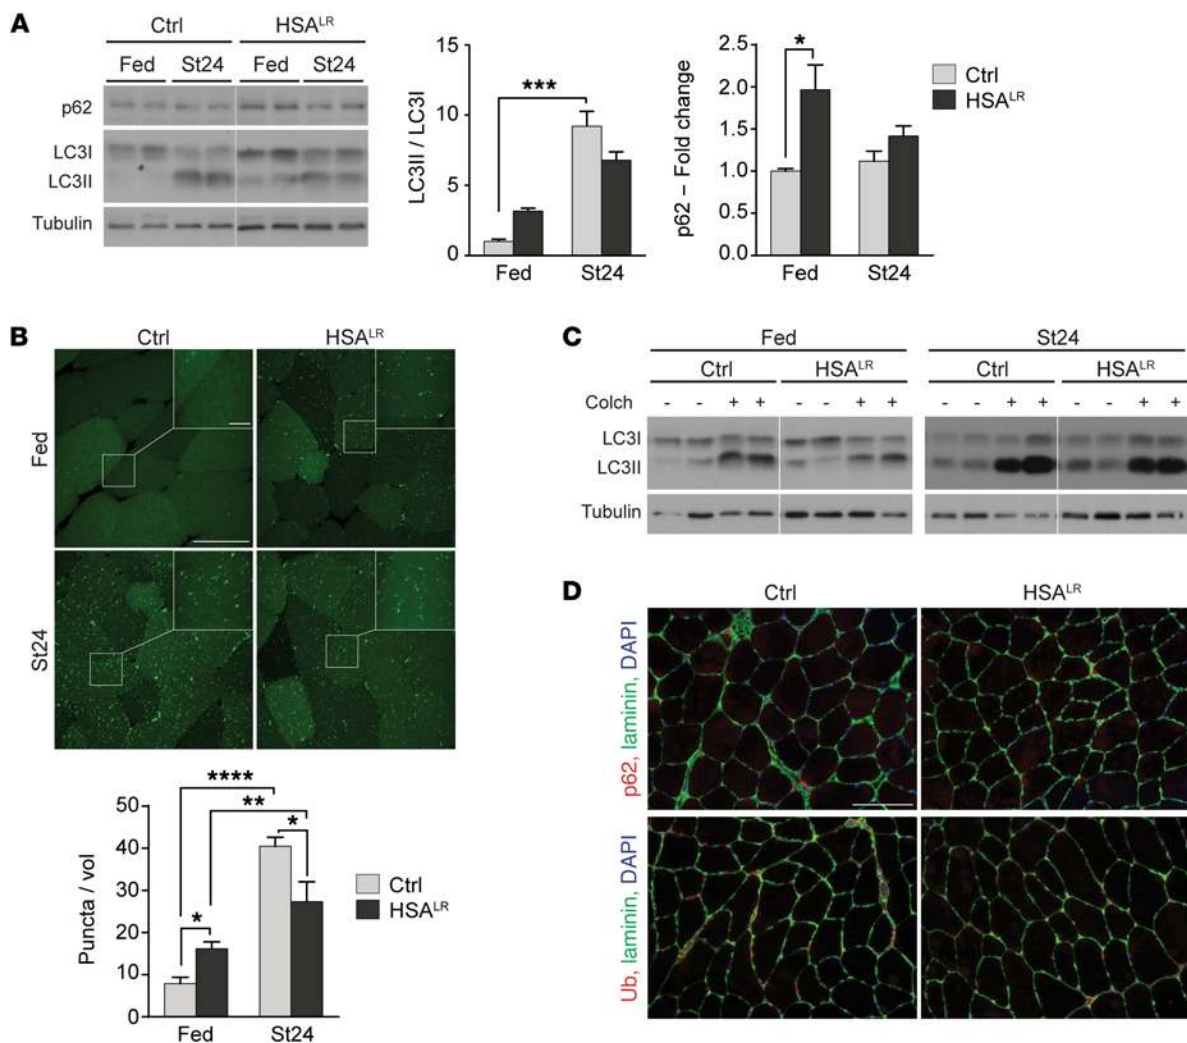 A
Ctrl HSA^LR
Fed St24 Fed St24
p62
LC3I
LC3II
Tubulin
LC3II / LC3I
15
10
5
0
***
Fed St24
p62 – Fold change
2.5
2.0
1.5
1.0
0.5
0.0
*
Fed St24
Ctrl
HSA^LR
B
Ctrl HSA^LR
Fed
St24
Puncta / vol
50
40
30
20
10
0
****
**
*
*
Fed St24
Ctrl
HSA^LR
C
Fed St24
Ctrl HSA^LR Ctrl HSA^LR
Colch - - + + - - + + - - + + - - + +
LC3I
LC3II
Tubulin
D
Ctrl HSA^LR
p62, laminin, DAPI
Ub, laminin, DAPI